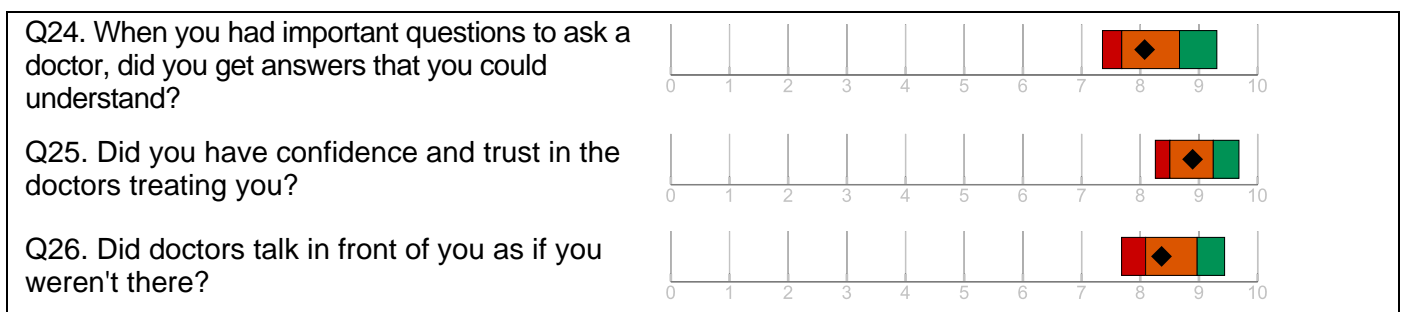 Q24. When you had important questions to ask a
doctor, did you get answers that you could
understand?
0 1 2 3 4 5 6 7 8 9 10
Q25. Did you have confidence and trust in the
doctors treating you?
0 1 2 3 4 5 6 7 8 9 10
Q26. Did doctors talk in front of you as if you
weren't there?
0 1 2 3 4 5 6 7 8 9 10